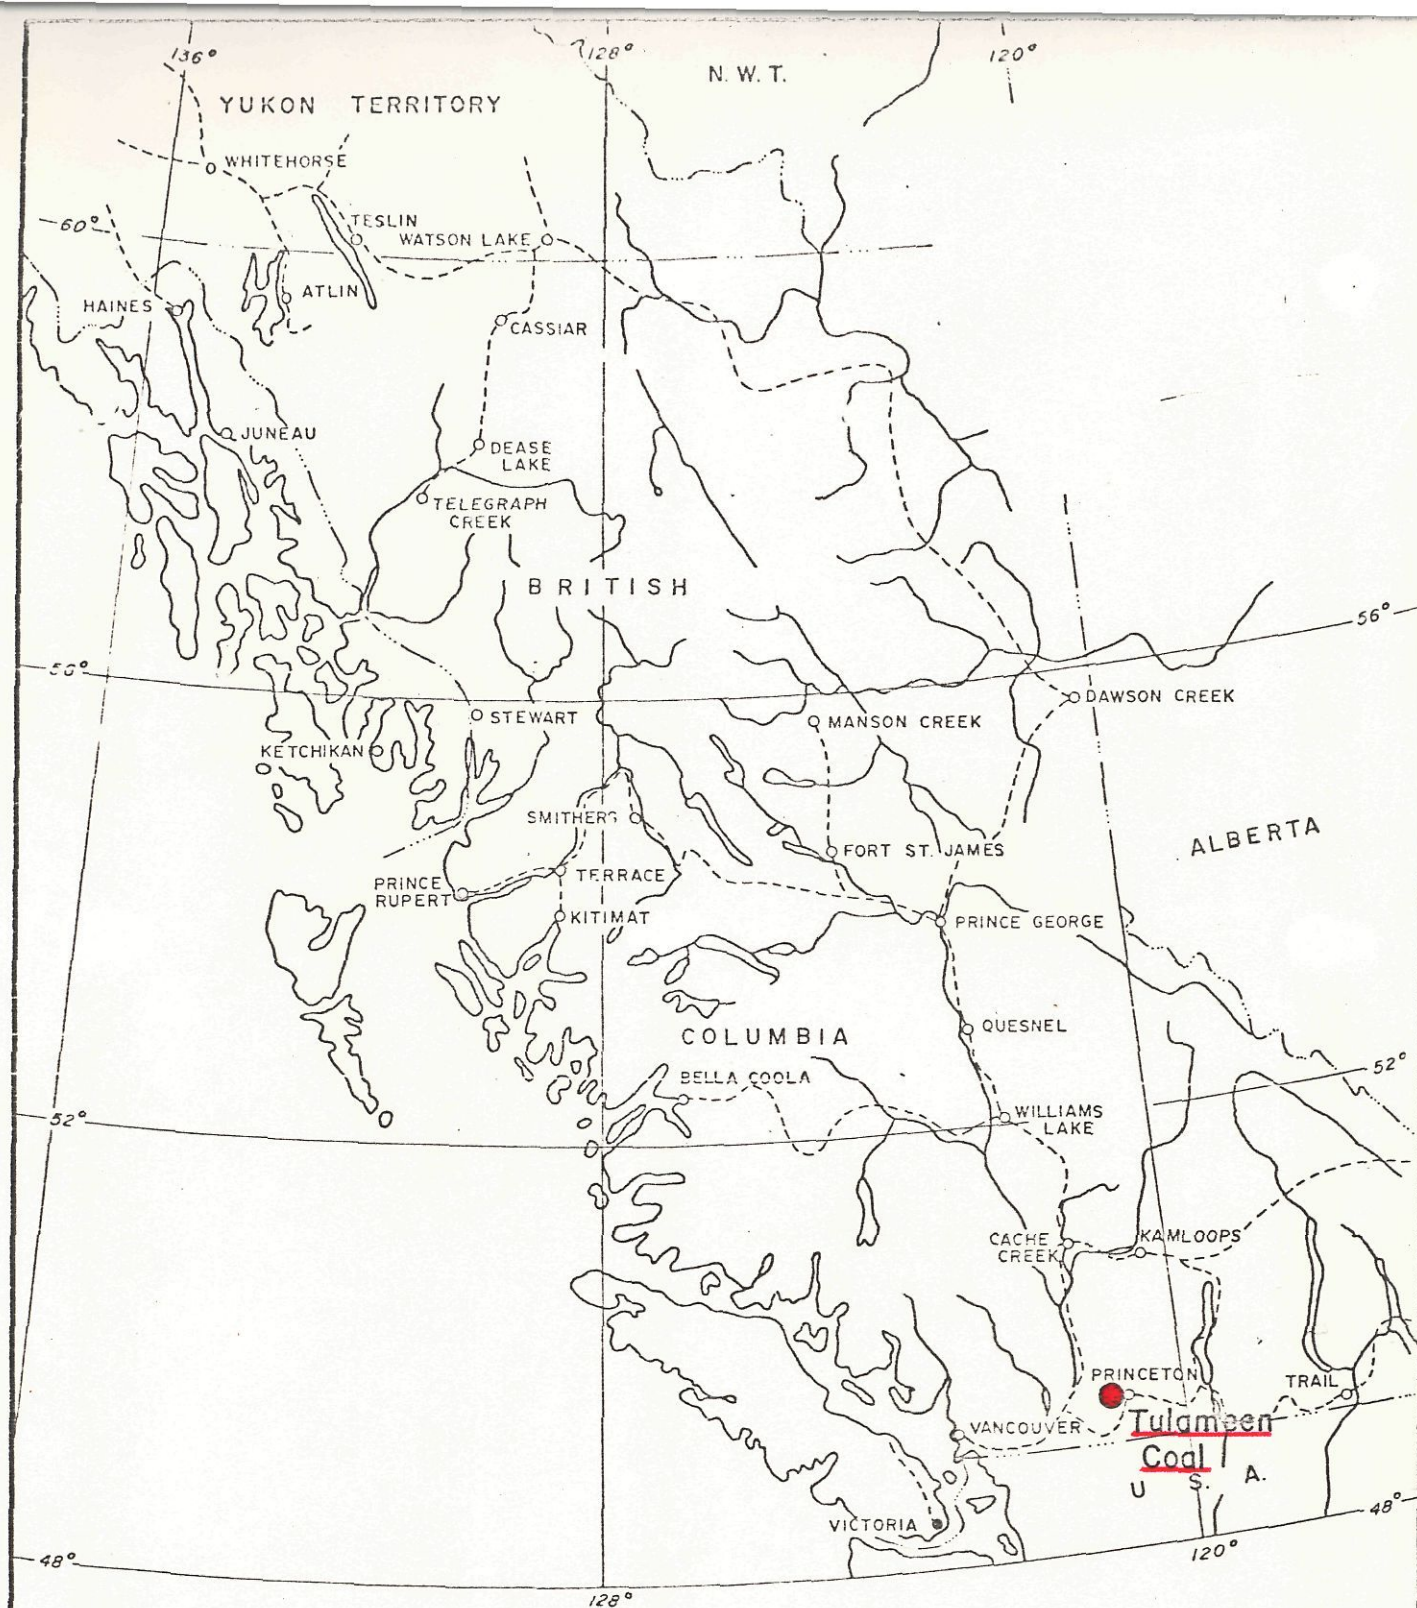 136°
128°
120°
N. W. T.
YUKON TERRITORY
WHITEHORSE
60°
TESLIN
WATSON LAKE
ATLIN
HAINES
CASSIAR
JUNEAU
DEASE
LAKE
TELEGRAPH
CREEK
BRITISH
56°
56°
DAWSON CREEK
STEWART
MANSON CREEK
KETCHIKAN
SMITHERS
ALBERTA
FORT ST. JAMES
TERRACE
PRINCE
RUPERT
KITIMAT
PRINCE GEORGE
QUESNEL
COLUMBIA
52°
BELLA COOLA
52°
WILLIAMS
LAKE
CACHE
CREEK
KAMLOOPS
PRINCETON
TRAIL
VANCOUVER
Tulameen
Coal
U S. A.
48°
VICTORIA
120°
48°
128°